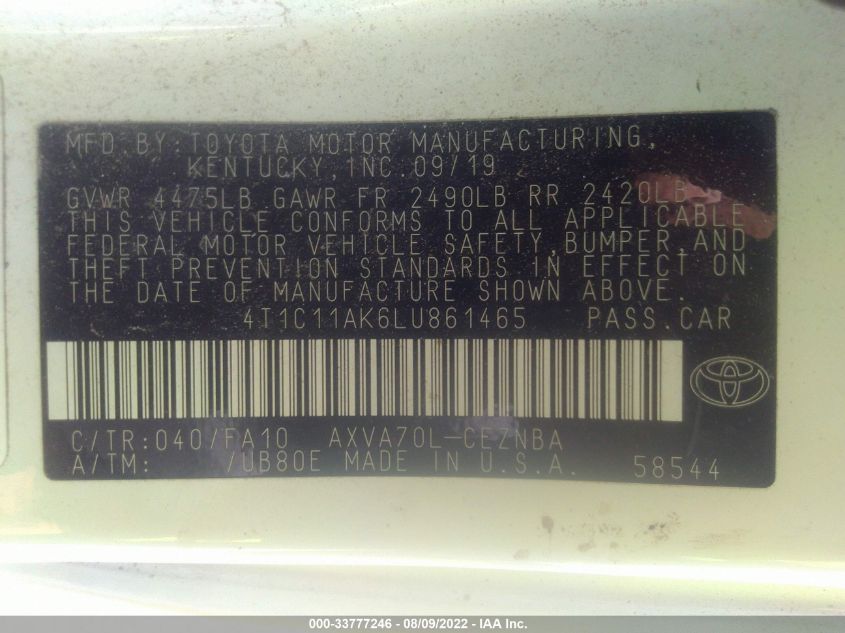 MFD. BY: TOYOTA MOTOR MANUFACTURING,
KENTUCKY, INC. 09/19
GVWR 4475LB GAWR FR 2490LB RR 2420LB
THIS VEHICLE CONFORMS TO ALL APPLICABLE
FEDERAL MOTOR VEHICLE SAFETY, BUMPER, AND
THEFT PREVENTION STANDARDS IN EFFECT ON
THE DATE OF MANUFACTURE SHOWN ABOVE.
4T1C11AK6LU861465 PASS. CAR
C/TR: 040/FA10 AXVA70L-CEZNBA
A/TM: /UB80E MADE IN U.S.A. 58544
000-33777246 - 08/09/2022 - IAA Inc.